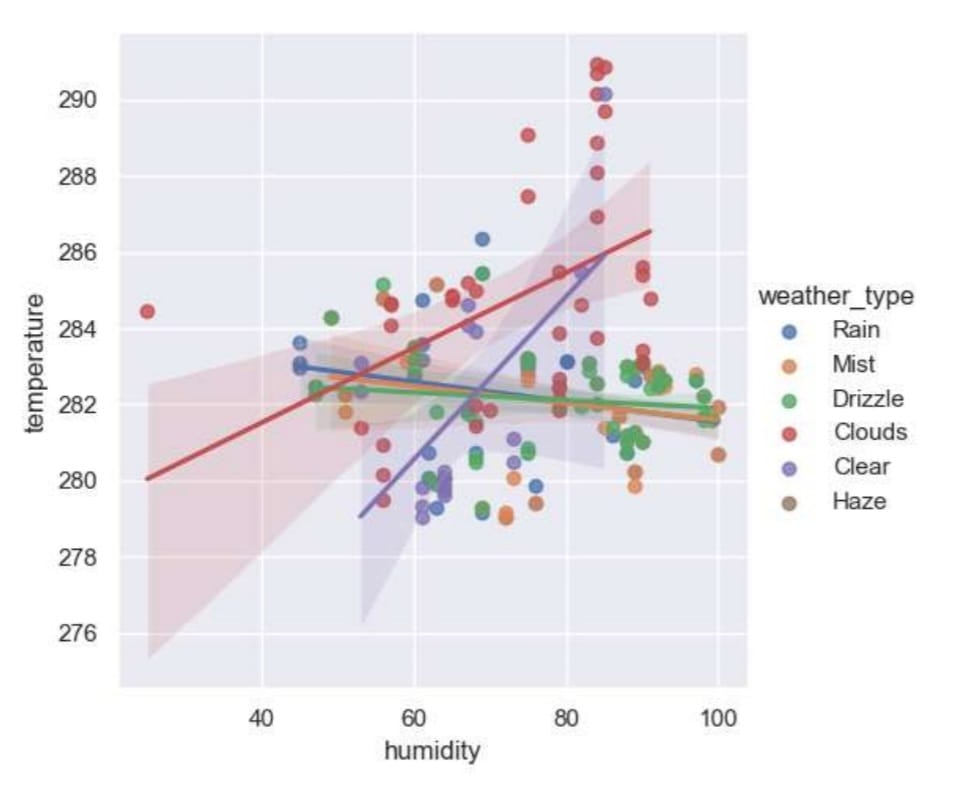 290
288
286
284
282
280
278
276
temperature
40 60 80 100
humidity
weather_type
Rain
Mist
Drizzle
Clouds
Clear
Haze